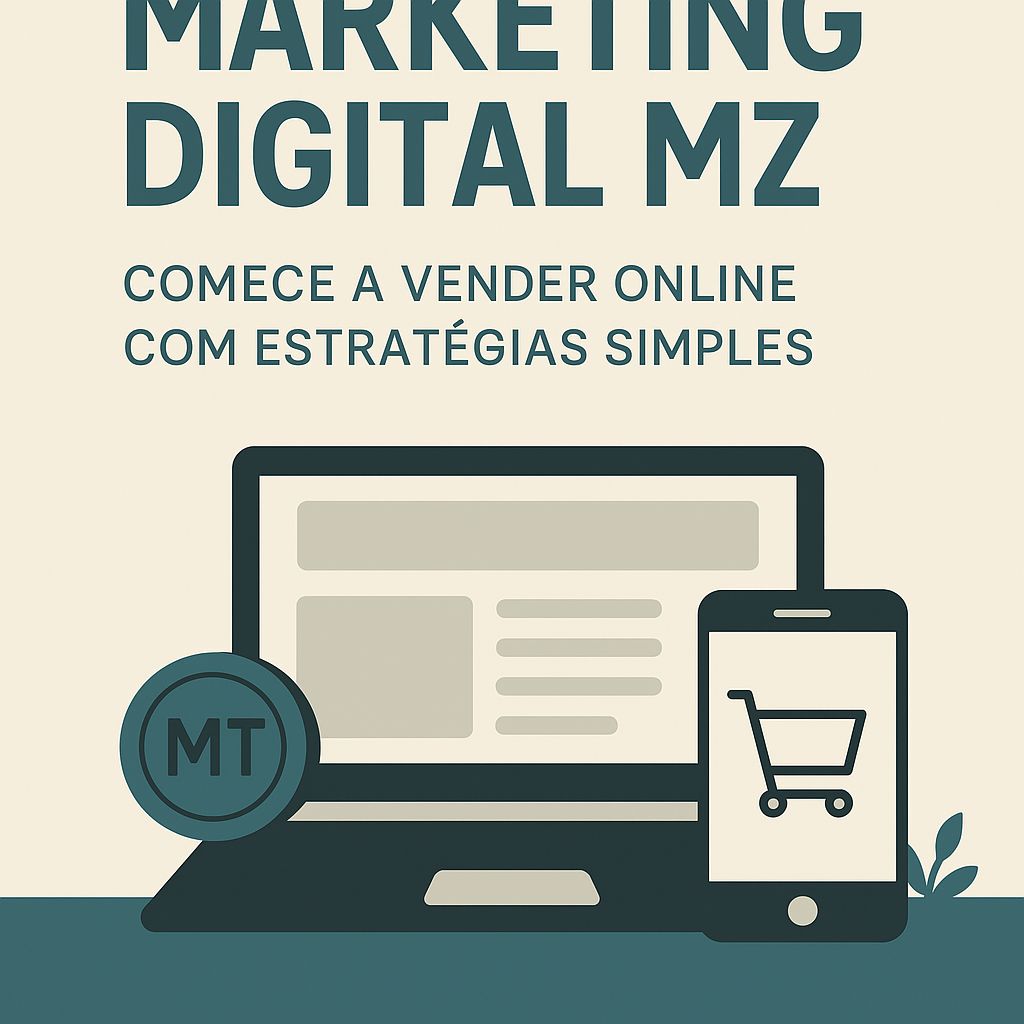 MARKETING
DIGITAL MZ
COMECE A VENDER ONLINE
COM ESTRATÉGIAS SIMPLES
MT